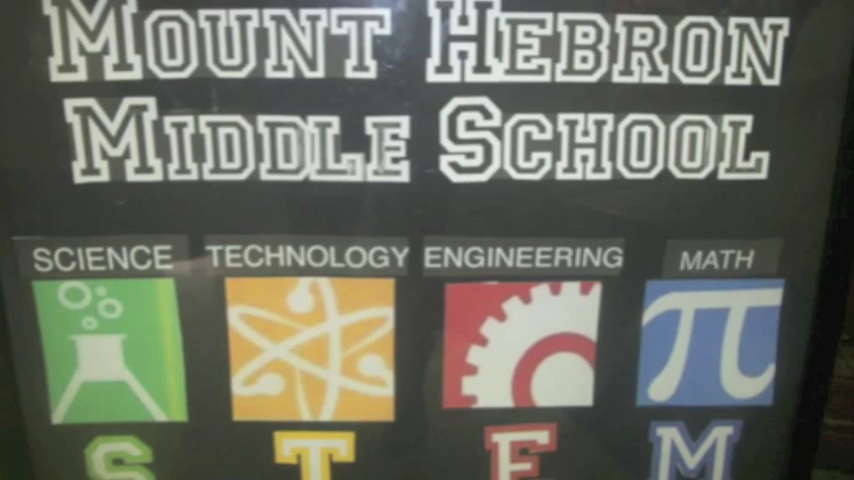 MOUNT HEBRON
MIDDLE SCHOOL
SCIENCE TECHNOLOGY ENGINEERING MATH
π
S T E M